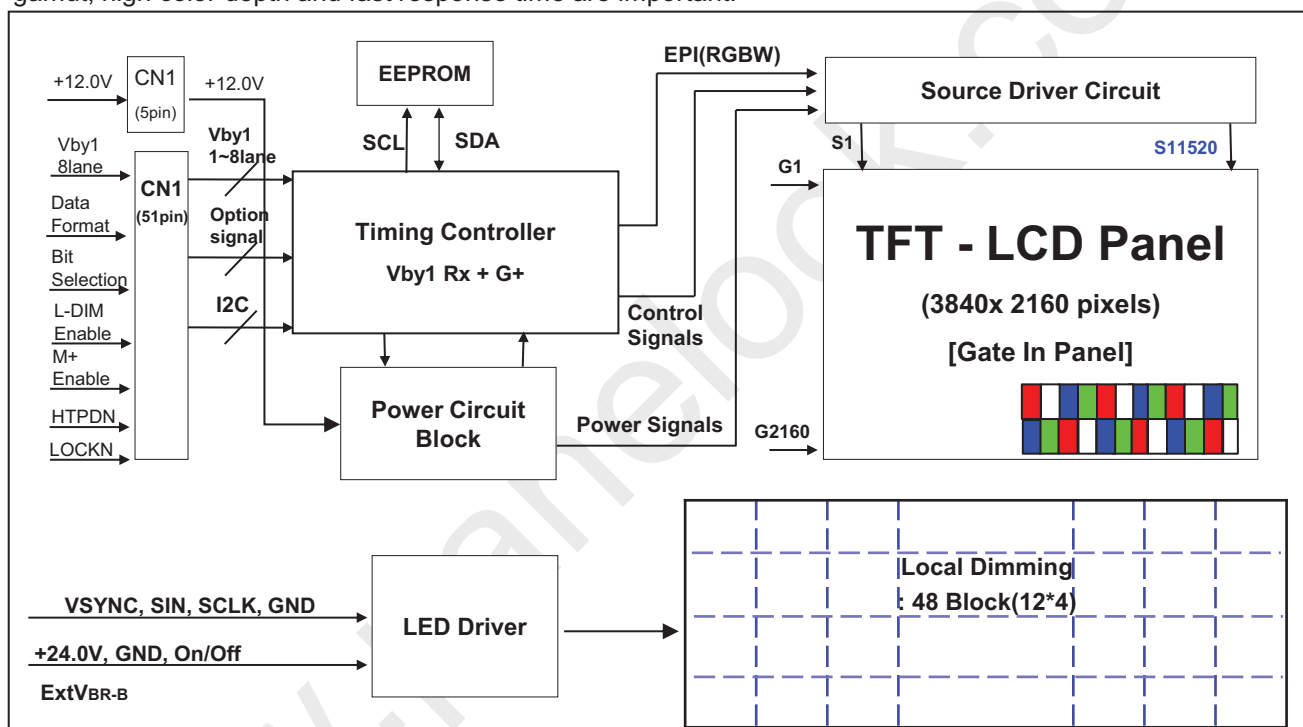 gamut, high color depth and fast response time are important.
+12.0V
CN1
(5pin)
+12.0V
EEPROM
SCL
SDA
EPI(RGBW)
Source Driver Circuit
S1
S11520
G1
Vby1
8lane
Data
Format
Bit
Selection
L-DIM
Enable
M+
Enable
HTPDN
LOCKN
CN1
(51pin)
Vby1
1~8lane
Option
signal
I2C
Timing Controller
Vby1 Rx + G+
Control
Signals
TFT - LCD Panel
(3840x 2160 pixels)
[Gate In Panel]
Power Circuit
Block
Power Signals
G2160
VSYNC, SIN, SCLK, GND
+24.0V, GND, On/Off
ExtVBR-B
LED Driver
Local Dimming
: 48 Block(12*4)